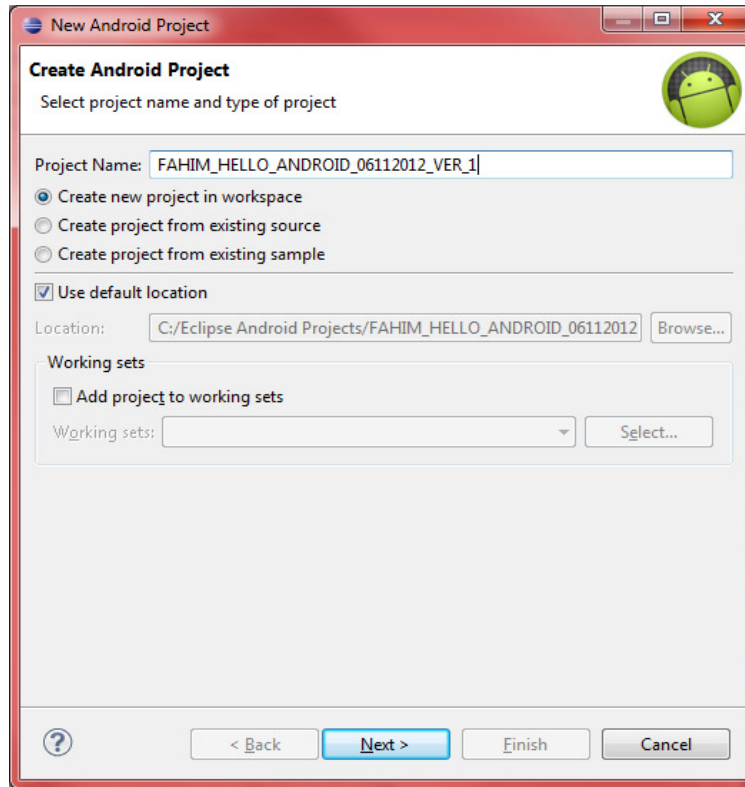 New Android Project
Create Android Project
Select project name and type of project
Project Name: FAHIM_HELLO_ANDROID_06112012_VER_1
Create new project in workspace
Create project from existing source
Create project from existing sample
Use default location
Location: C:/Eclipse Android Projects/FAHIM_HELLO_ANDROID_06112012 Browse...
Working sets
Add project to working sets
Working sets: Select...
? < Back Next > Finish Cancel